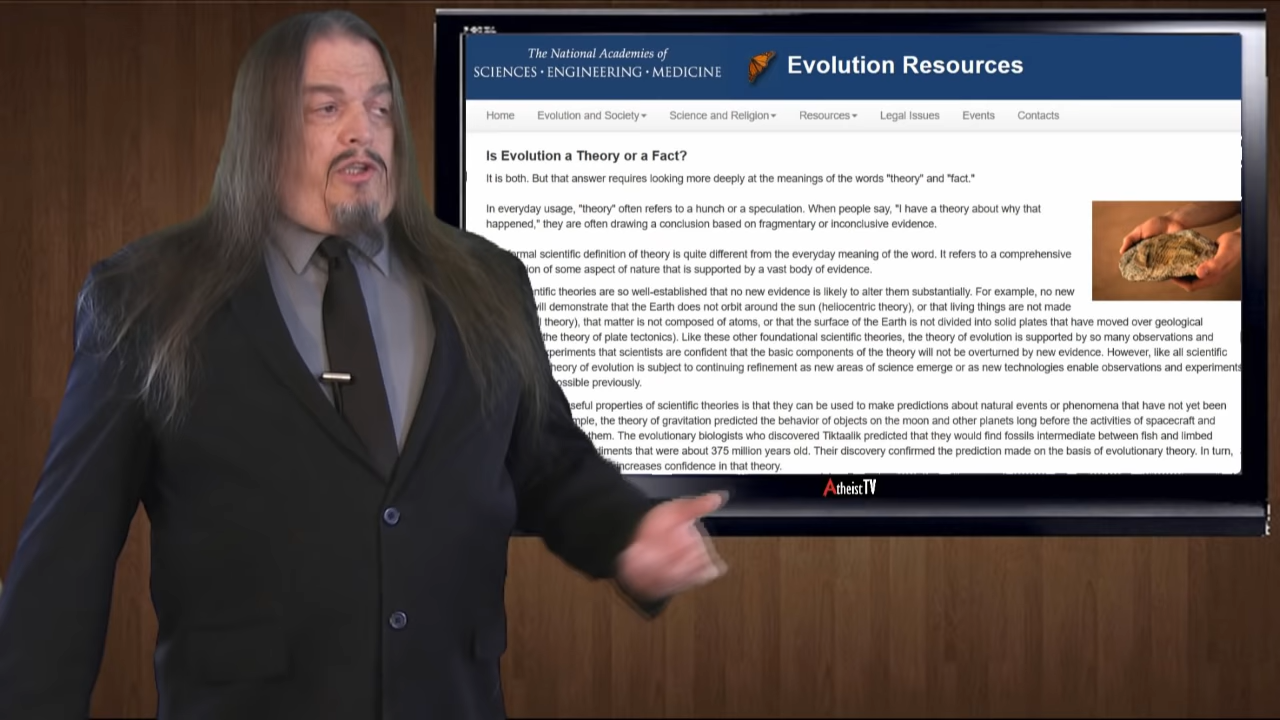 The National Academies of
SCIENCES · ENGINEERING · MEDICINE
Evolution Resources
Home Evolution and Society Science and Religion Resources Legal Issues Events Contacts
Is Evolution a Theory or a Fact?
It is both. But that answer requires looking more deeply at the meanings of the words "theory" and "fact."
In everyday usage, "theory" often refers to a hunch or a speculation. When people say, "I have a theory about why that
happened," they are often drawing a conclusion based on fragmentary or inconclusive evidence.
scientific definition of theory is quite different from the everyday meaning of the word. It refers to a comprehensive
of some aspect of nature that is supported by a vast body of evidence.
theories are so well-established that no new evidence is likely to alter them substantially. For example, no new
demonstrate that the Earth does not orbit around the sun (heliocentric theory), or that living things are not made
theory), that matter is not composed of atoms, or that the surface of the Earth is not divided into solid plates that have moved over geological
the theory of plate tectonics). Like these other foundational scientific theories, the theory of evolution is supported by so many observations and
that scientists are confident that the basic components of the theory will not be overturned by new evidence. However, like all scientific
of evolution is subject to continuing refinement as new areas of science emerge or as new technologies enable observations and experiments
previously.
properties of scientific theories is that they can be used to make predictions about natural events or phenomena that have not yet been
the theory of gravitation predicted the behavior of objects on the moon and other planets long before the activities of spacecraft and
them. The evolutionary biologists who discovered Tiktaalik predicted that they would find fossils intermediate between fish and limbed
that were about 375 million years old. Their discovery confirmed the prediction made on the basis of evolutionary theory. In turn,
increases confidence in that theory.
AtheistTV